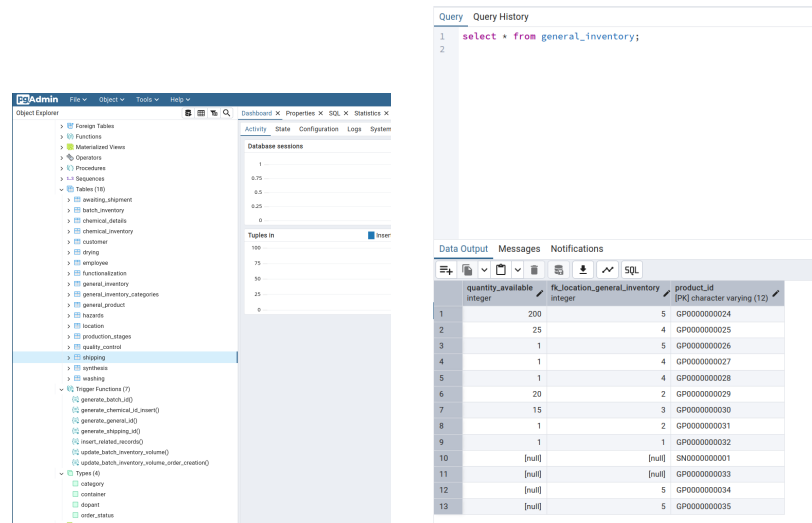 pgAdmin File Object Tools Help
Object Explorer
Foreign Tables
Functions
Materialized Views
Operators
Procedures
Sequences
Tables (18)
awaiting_shipment
batch_inventory
chemical_details
chemical_inventory
customer
drying
employee
functionalization
general_inventory
general_inventory_categories
general_product
hazards
location
production_stages
quality_control
shipping
synthesis
washing
Trigger Functions (7)
generate_batch_id()
generate_chemical_id_insert()
generate_general_id()
generate_shipping_id()
insert_related_records()
update_batch_inventory_volume()
update_batch_inventory_volume_order_creation()
Types (4)
category
container
dopant
order_status
Dashboard Properties SQL Statistics
Activity State Configuration Logs System
Database sessions
1
0.75
0.5
0.25
0
Tuples in Inser
100
75
50
25
0
Query Query History
1 select * from general_inventory;
2
Data Output Messages Notifications
SQL
quantity_available fk_location_general_inventory product_id
integer integer [PK] character varying (12)
1 200 5 GP0000000024
2 25 4 GP0000000025
3 1 5 GP0000000026
4 1 4 GP0000000027
5 1 4 GP0000000028
6 20 2 GP0000000029
7 15 3 GP0000000030
8 1 2 GP0000000031
9 1 1 GP0000000032
10 [null] [null] SN0000000001
11 [null] [null] GP0000000033
12 [null] 5 GP0000000034
13 [null] 5 GP0000000035